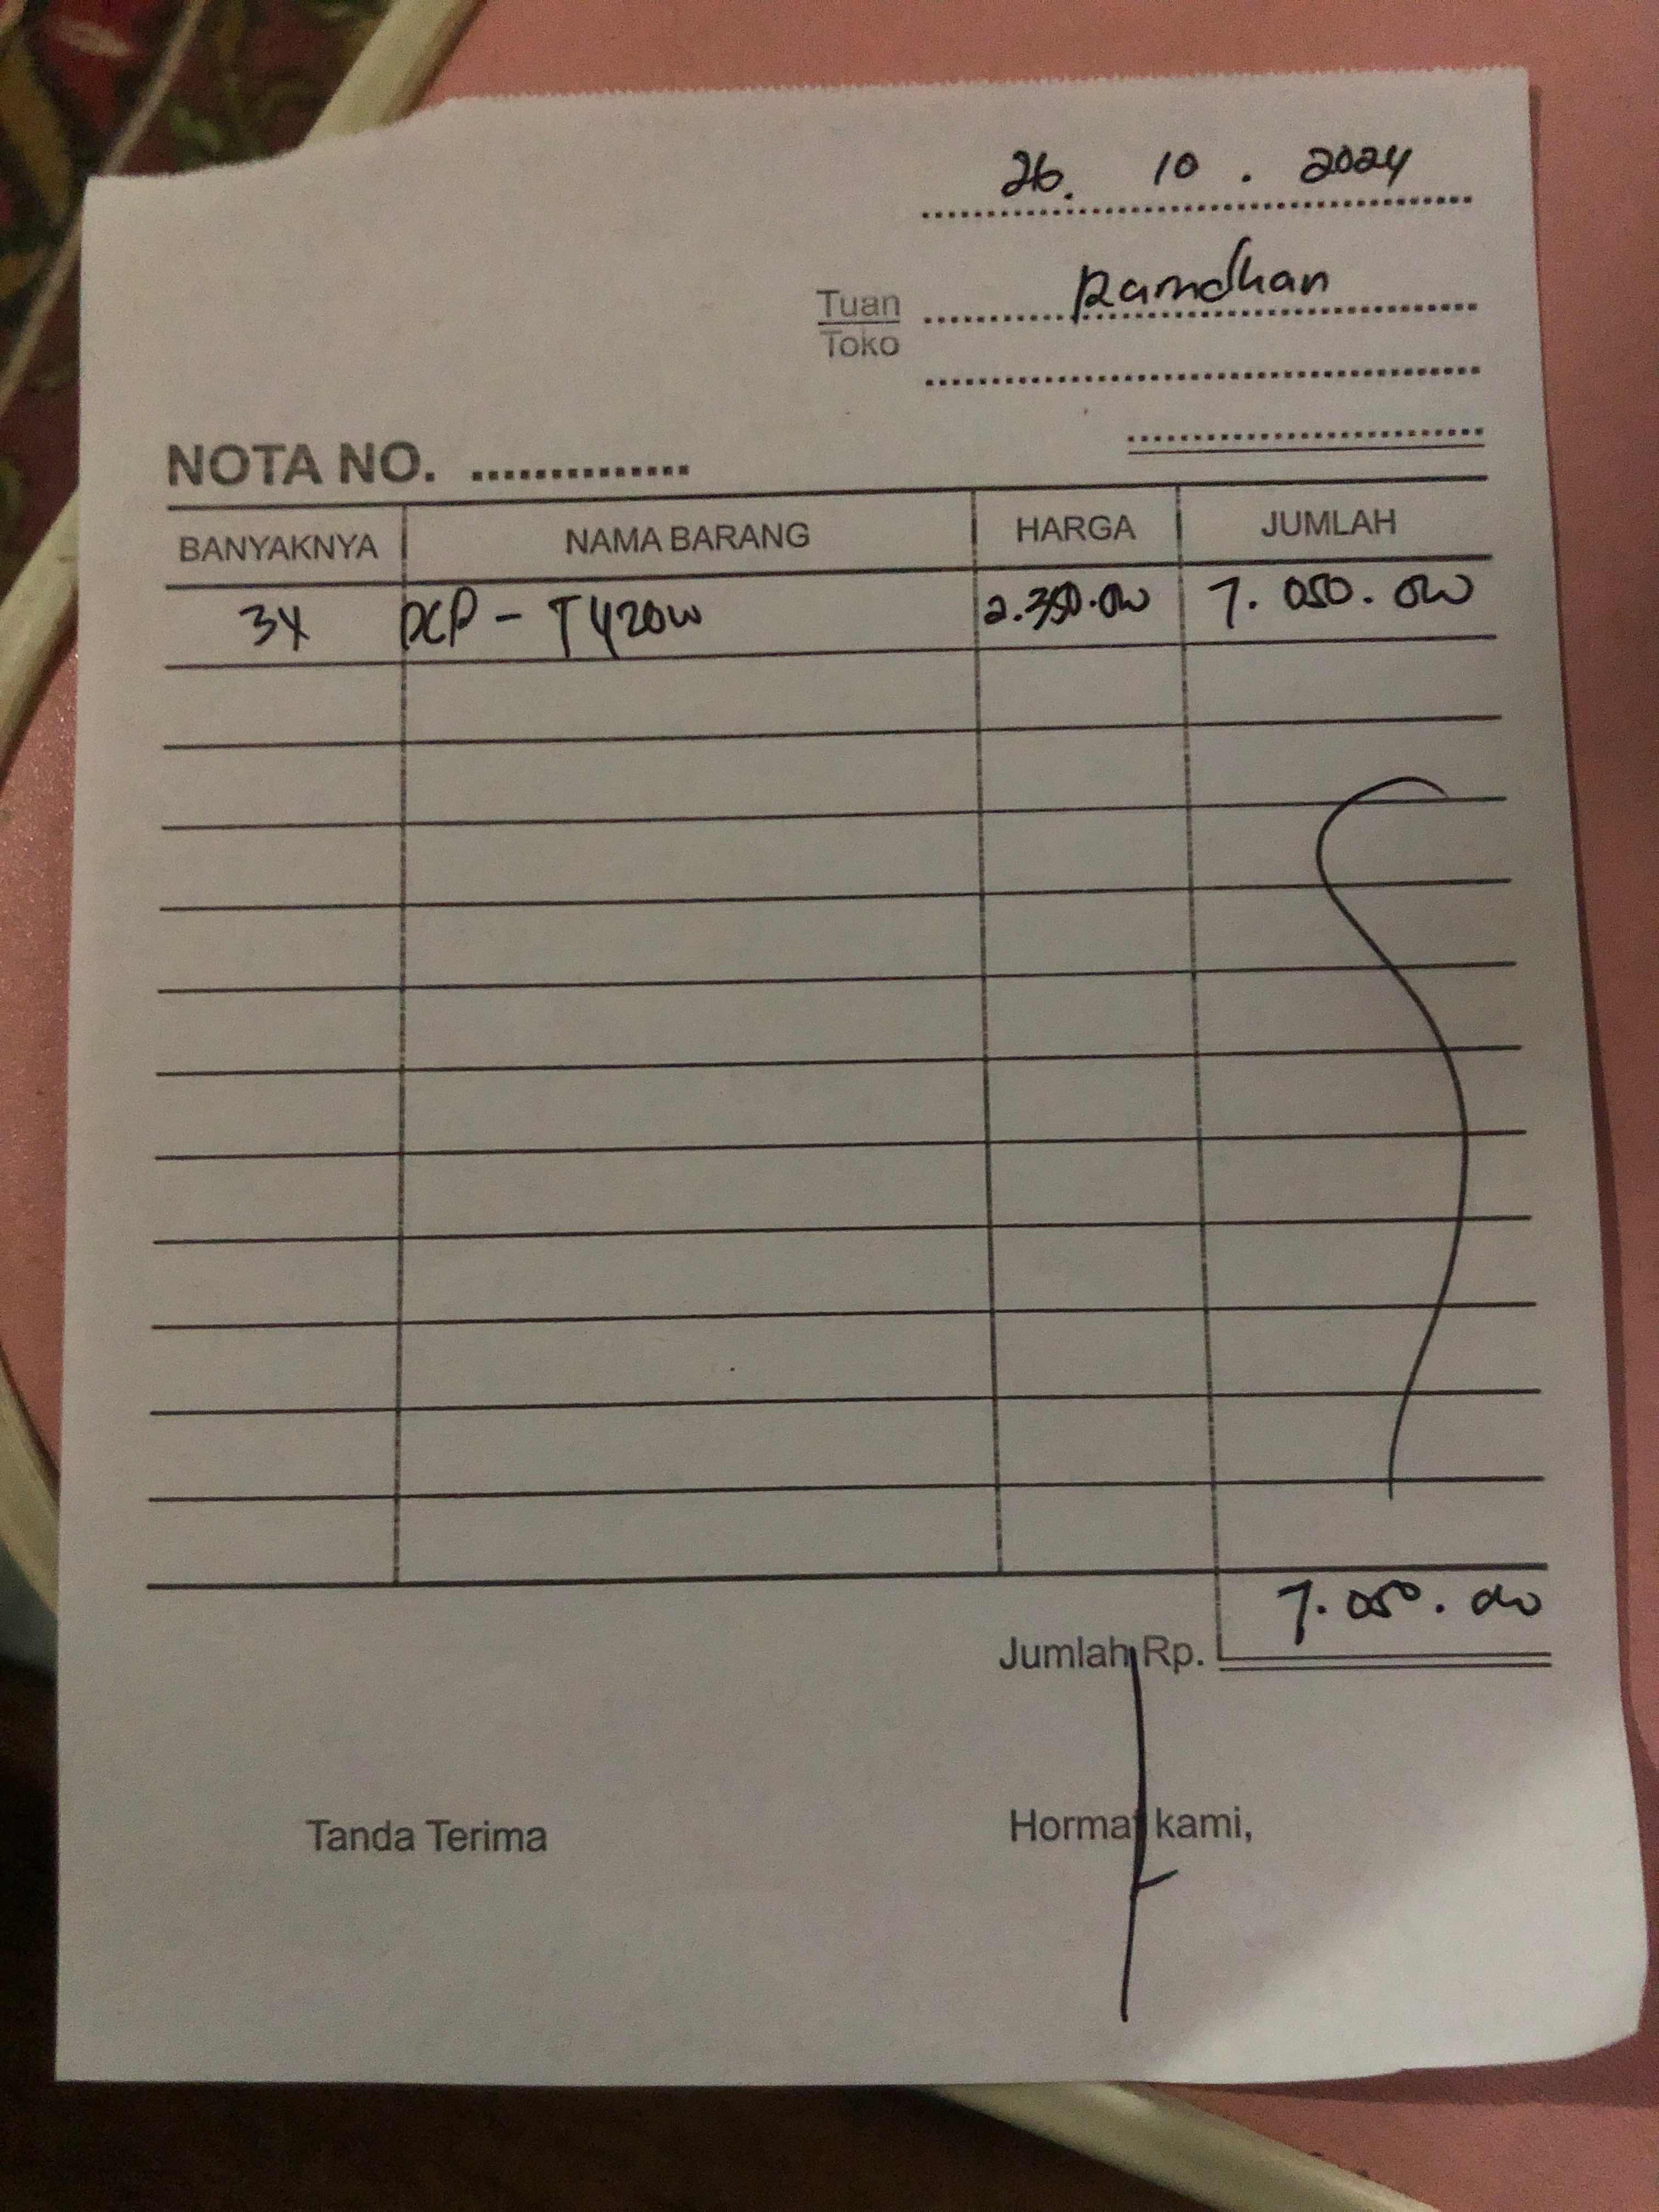 26. 10. 2024
Tuan Ramdhan
Toko
NOTA NO.
BANYAKNYA NAMA BARANG HARGA JUMLAH
3X DCP - T420W 2.350.000 7.050.000
Jumlah Rp. 7.050.000
Tanda Terima Hormat kami,